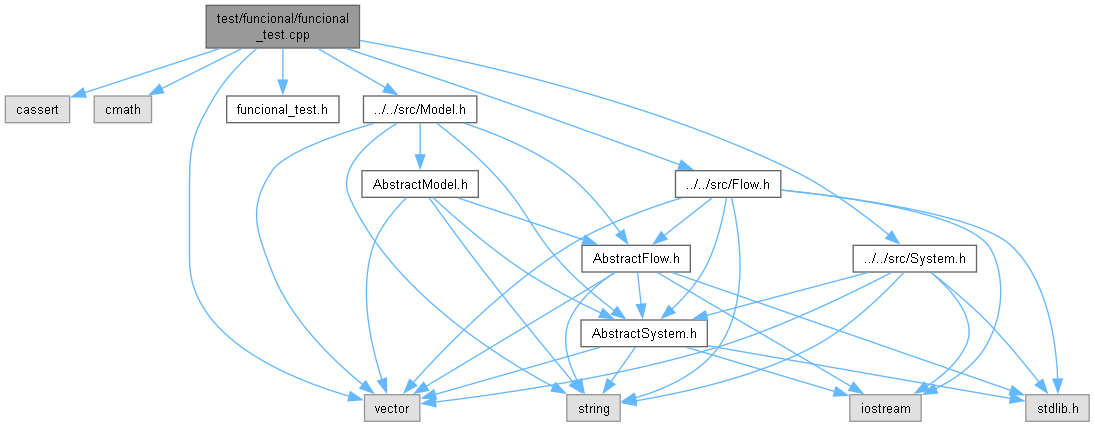 test/funcional/funcional
_test.cpp
cassert
cmath
funcional_test.h
../../src/Model.h
AbstractModel.h
../../src/Flow.h
AbstractFlow.h
../../src/System.h
AbstractSystem.h
vector
string
iostream
stdlib.h